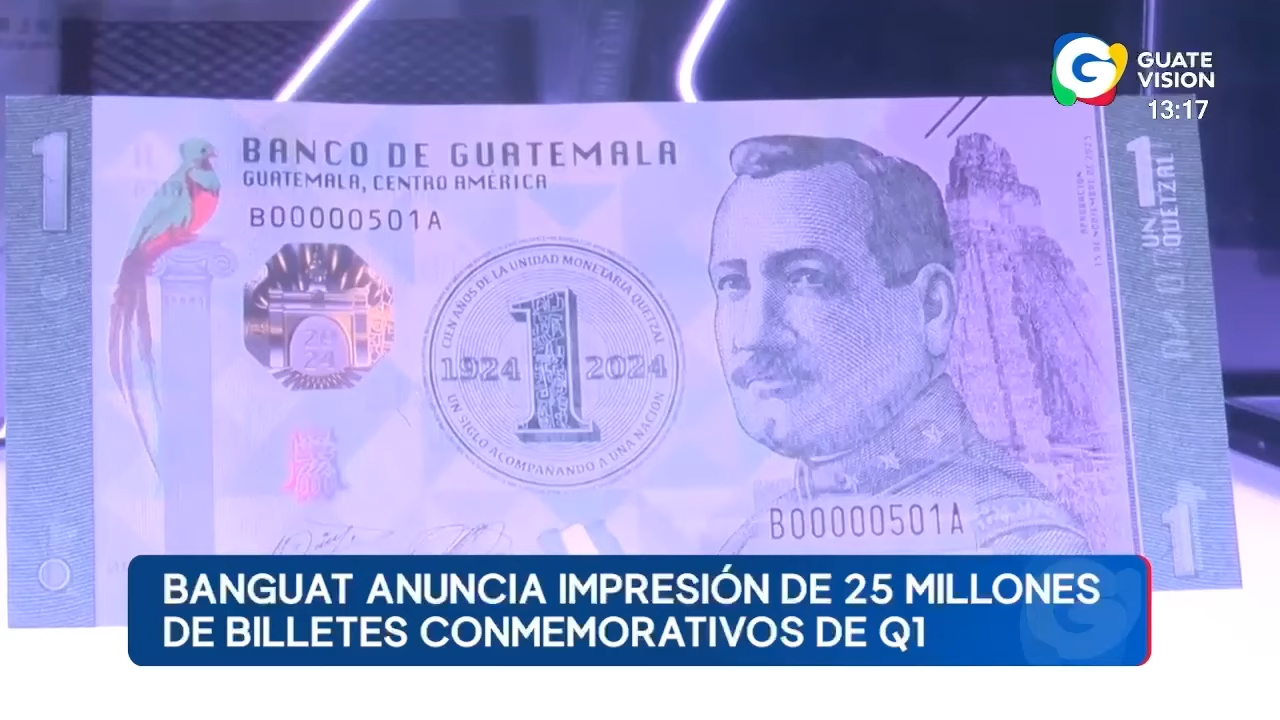 GUATE
VISION
13:17
1
BANCO DE GUATEMALA
GUATEMALA, CENTRO AMÉRICA
B00000501A
CIEN AÑOS DE LA UNIDAD MONETARIA QUETZAL
1924 1 2024
UN SIGLO ACOMPAÑANDO A UNA NACIÓN
1
UN
QUETZAL
B00000501A
1
BANGUAT ANUNCIA IMPRESIÓN DE 25 MILLONES
DE BILLETES CONMEMORATIVOS DE Q1